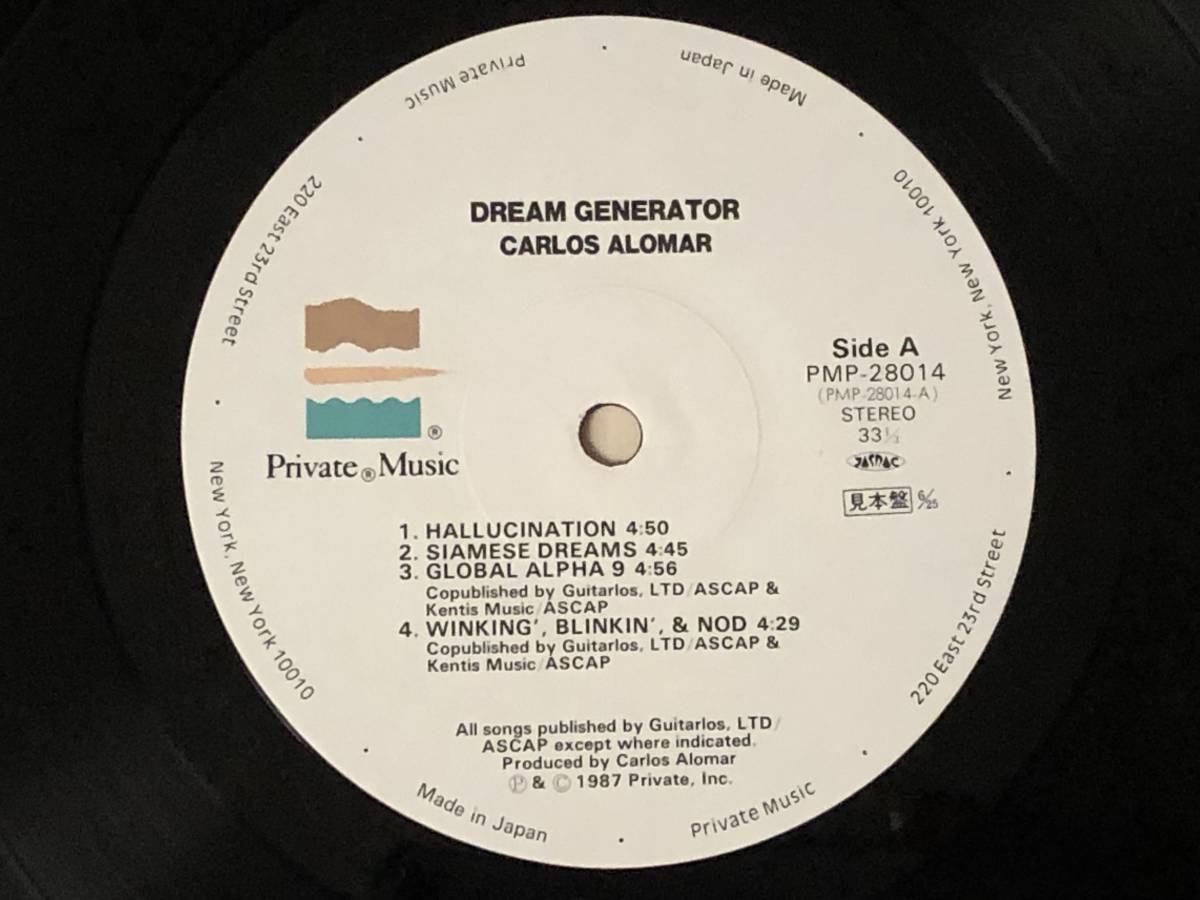 DREAM GENERATOR
CARLOS ALOMAR
®
Private® Music
Side A
PMP-28014
(PMP-28014-A)
STEREO
33⅓
JASRAC
見本盤 6/25
1. HALLUCINATION 4:50
2. SIAMESE DREAMS 4:45
3. GLOBAL ALPHA 9 4:56
Copublished by Guitarlos, LTD/ASCAP &
Kentis Music/ASCAP
4. WINKING', BLINKIN', & NOD 4:29
Copublished by Guitarlos, LTD/ASCAP &
Kentis Music/ASCAP
All songs published by Guitarlos, LTD/
ASCAP except where indicated.
Produced by Carlos Alomar
Ⓟ & © 1987 Private, Inc.
Private Music
220 East 23rd Street
New York, New York 10010
Made in Japan
Private Music
220 East 23rd Street
New York, New York 10010
Made in Japan